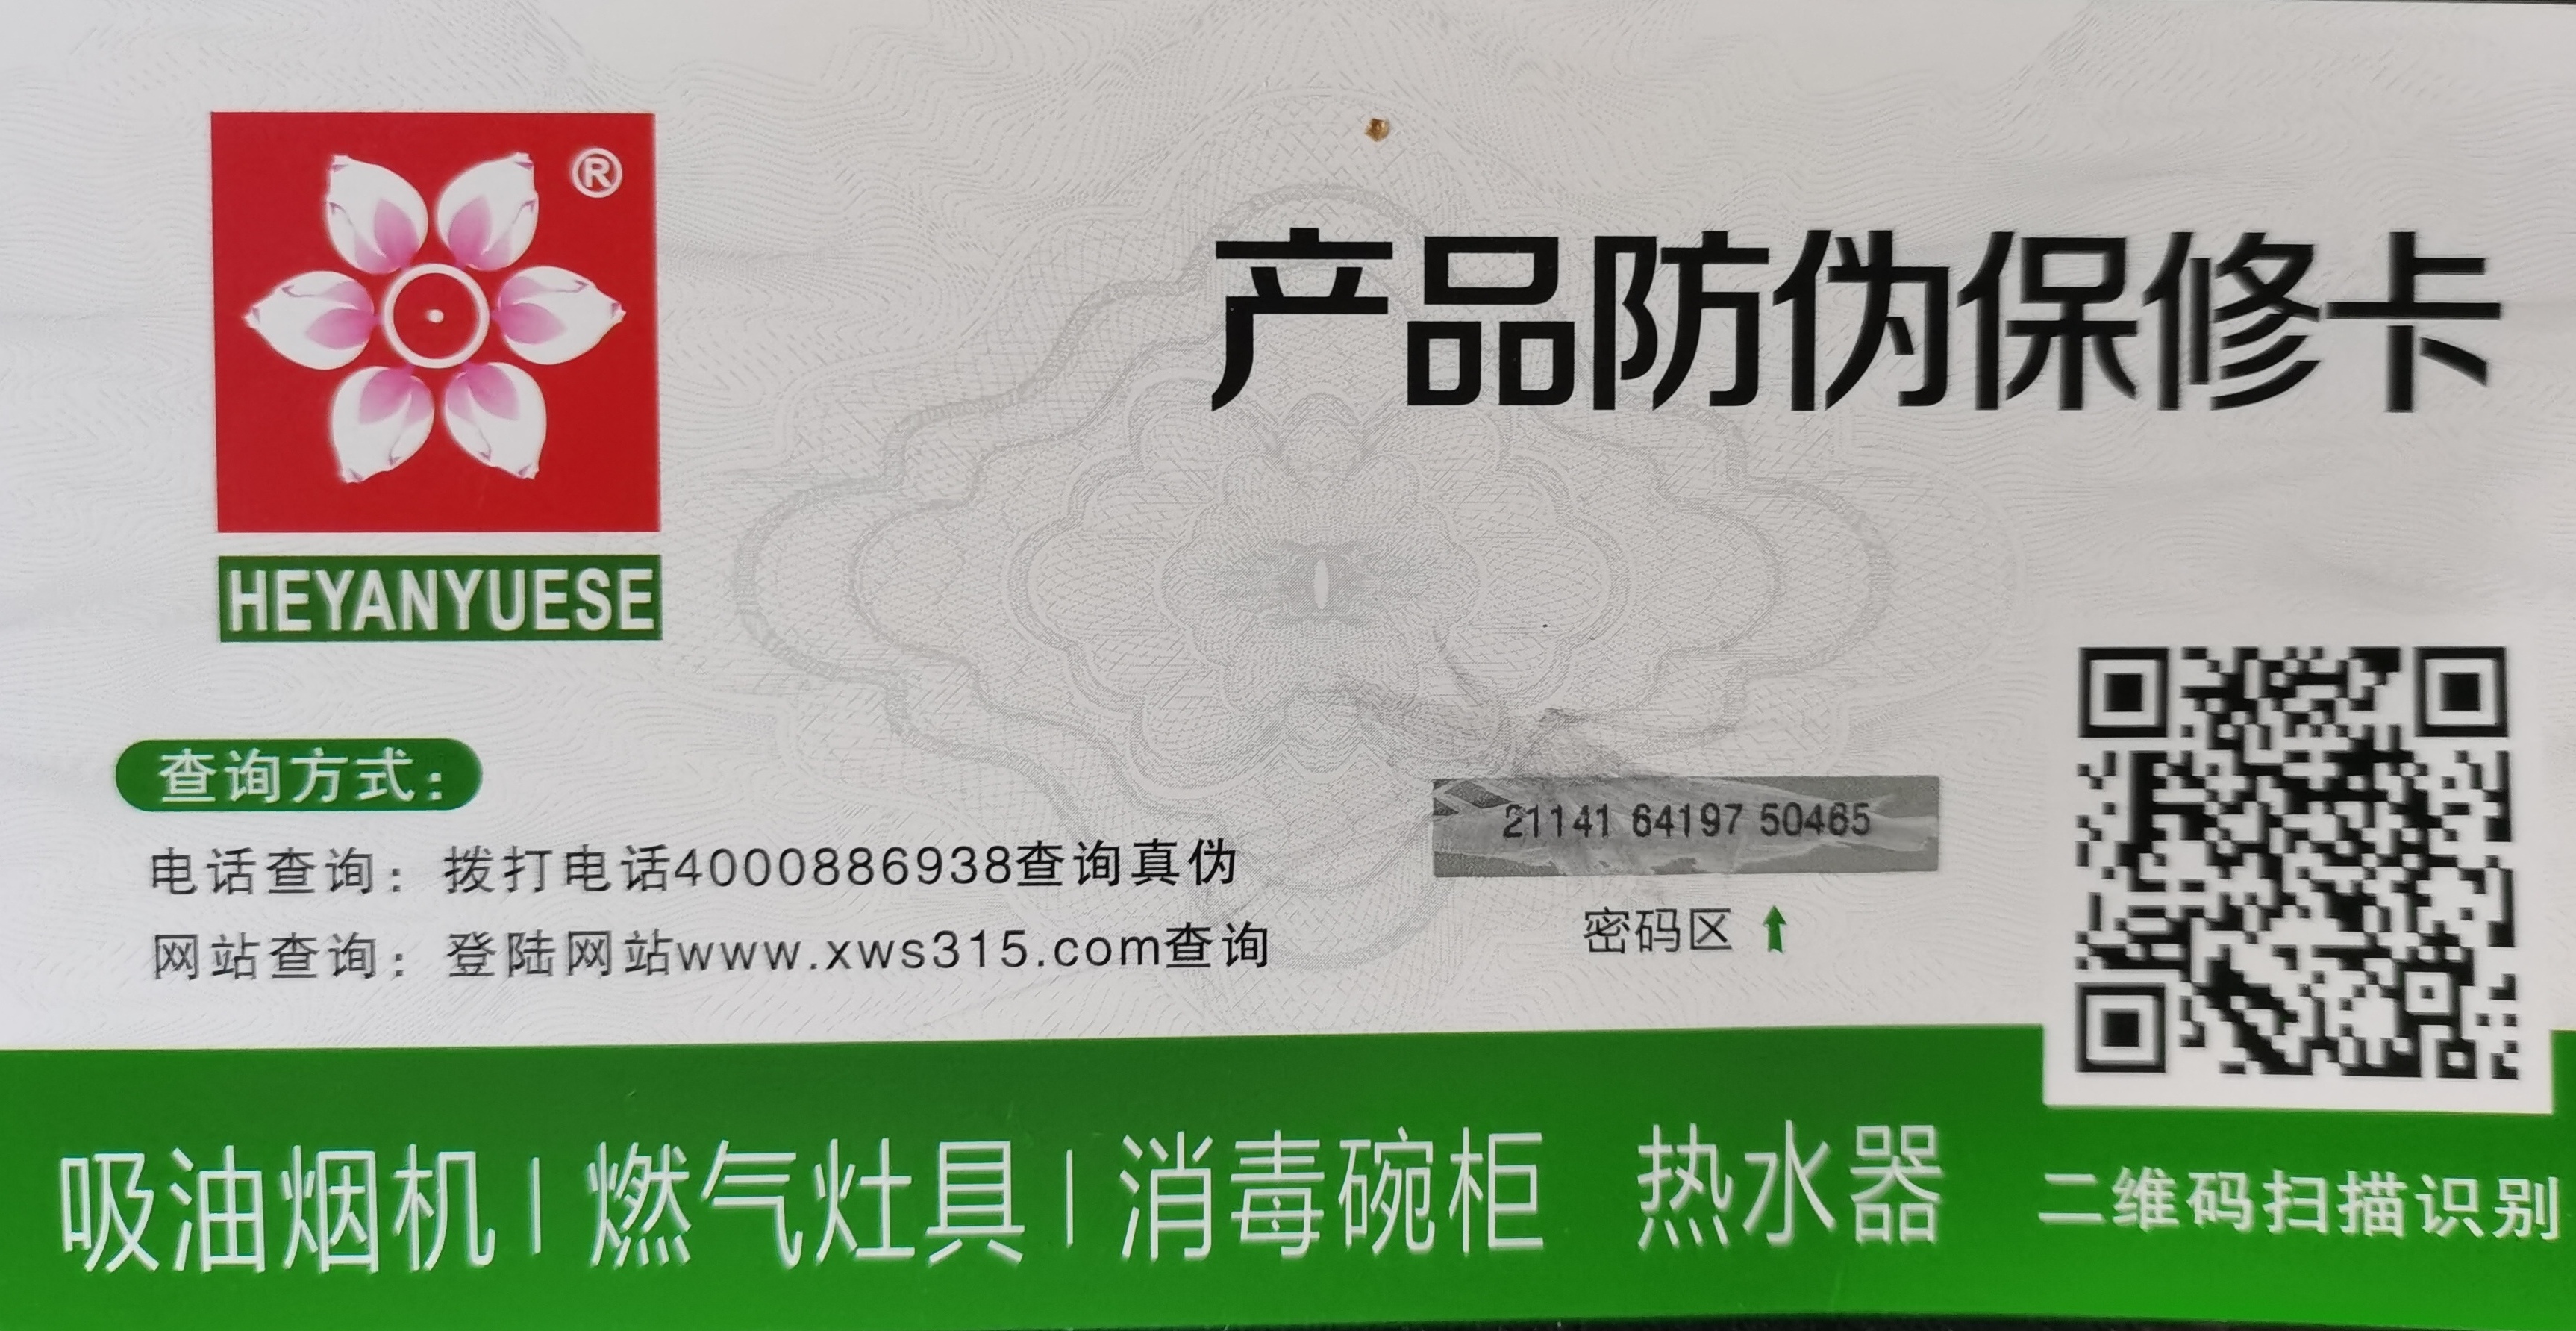 ®
产品防伪保修卡
HEYANYUESE
查询方式：
电话查询：拨打电话4000886938查询真伪
21141 64197 50465
网站查询：登陆网站www.xws315.com查询
密码区
吸油烟机| 燃气灶具| 消毒碗柜 热水器
二维码扫描识别